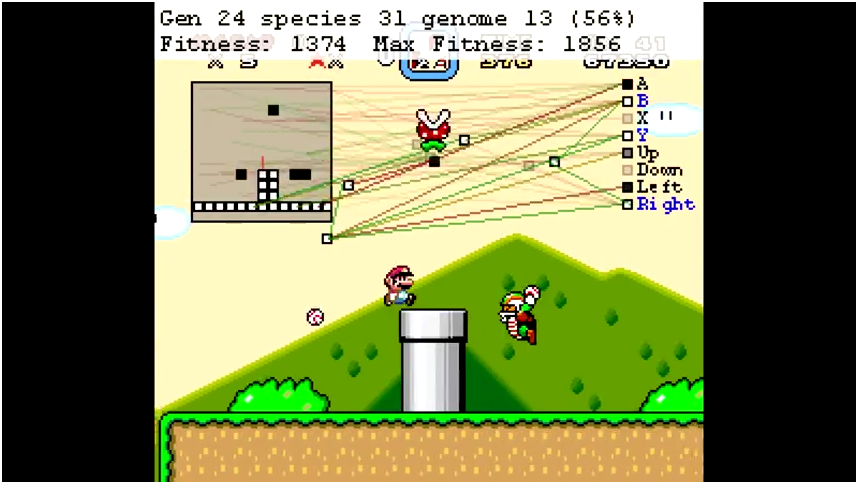 Gen 24 species 31 genome 13 (56%)
Fitness: 1374 Max Fitness: 1856
A
B
X
Y
Up
Down
Left
Right